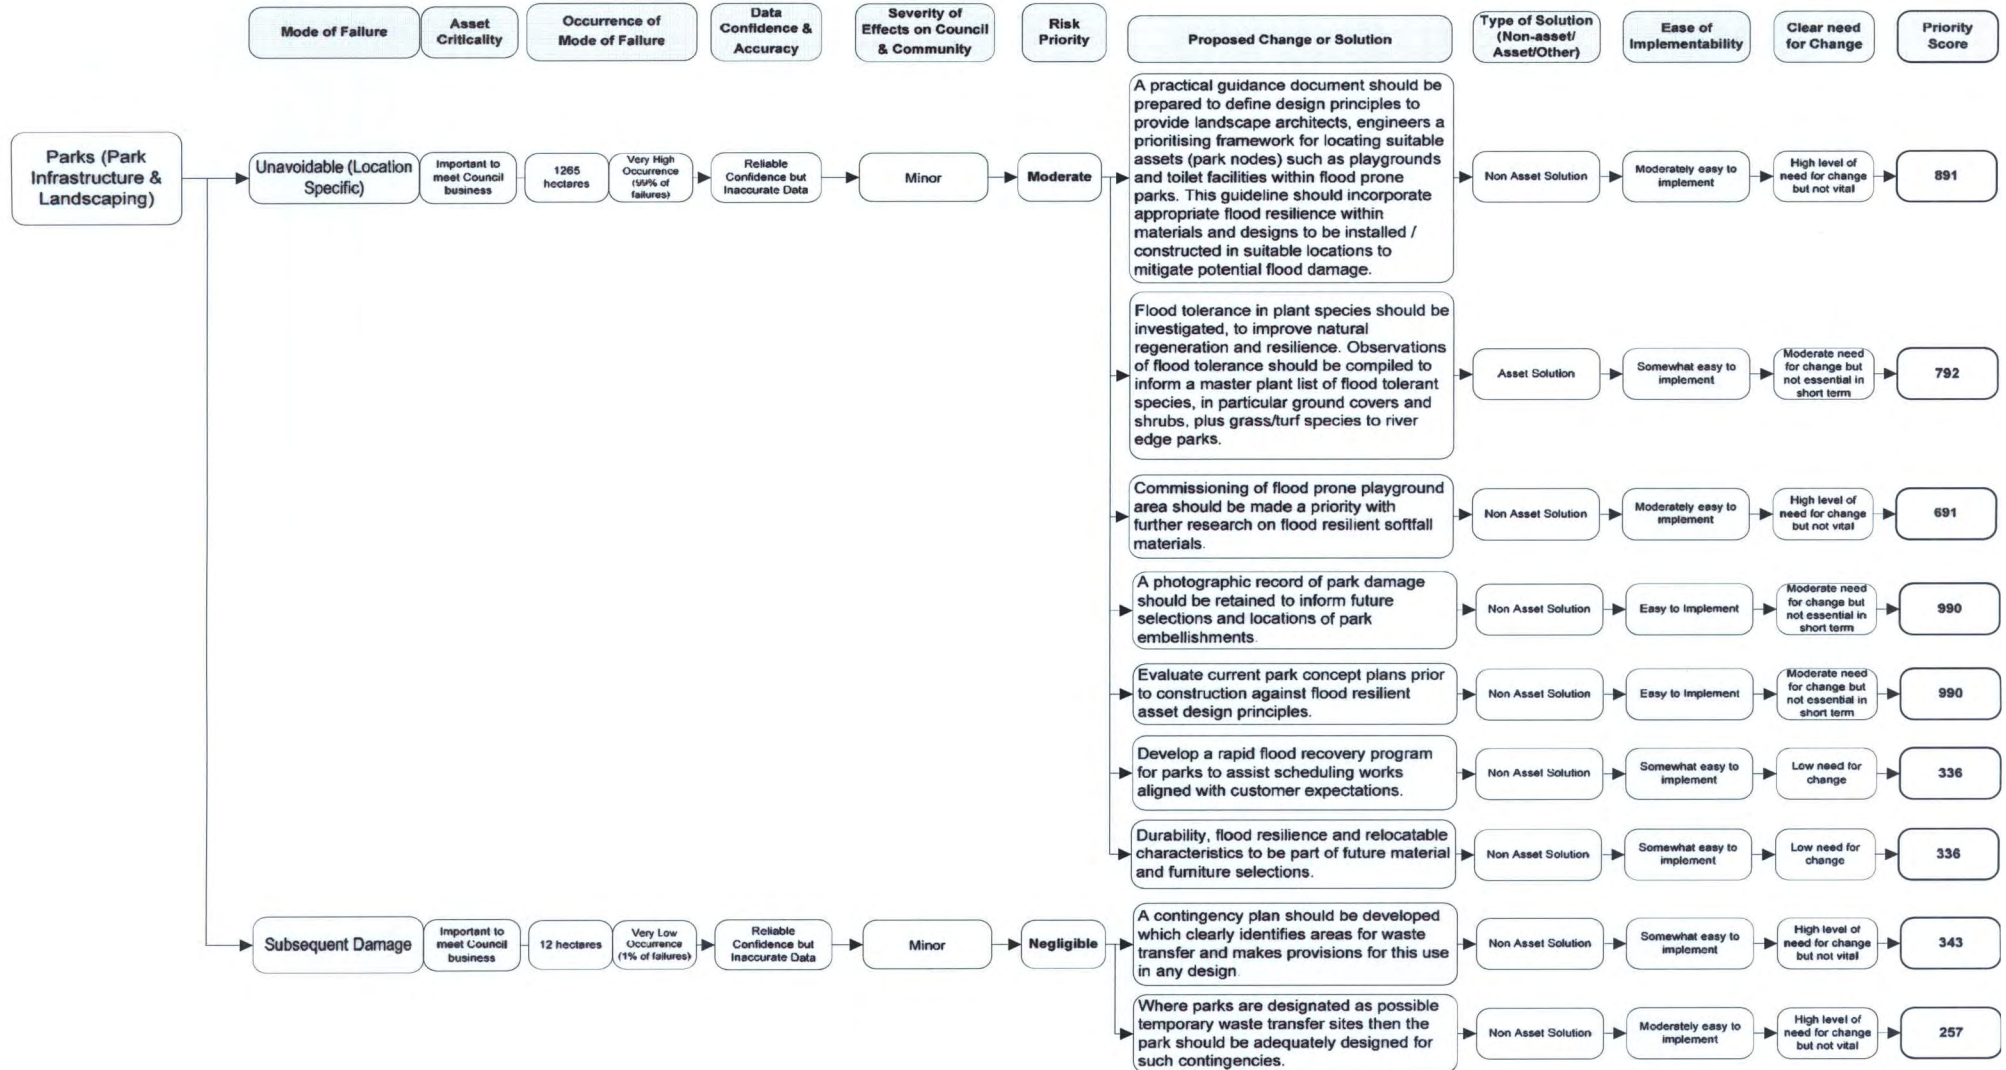 Mode of Failure
Asset
Criticality
Occurrence of
Mode of Failure
Data
Confidence &
Accuracy
Severity of
Effects on Council
& Community
Risk
Priority
Proposed Change or Solution
Type of Solution
(Non-asset/
Asset/Other)
Ease of
Implementability
Clear need
for Change
Priority
Score
Parks (Park
Infrastructure &
Landscaping)
Unavoidable (Location
Specific)
Important to
meet Council
business
1265
hectares
Very High
Occurrence
(99% of
failures)
Reliable
Confidence but
Inaccurate Data
Minor
Moderate
A practical guidance document should be
prepared to define design principles to
provide landscape architects, engineers a
prioritising framework for locating suitable
assets (park nodes) such as playgrounds
and toilet facilities within flood prone
parks. This guideline should incorporate
appropriate flood resilience within
materials and designs to be installed /
constructed in suitable locations to
mitigate potential flood damage.
Non Asset Solution
Moderately easy to
implement
High level of
need for change
but not vital
891
Flood tolerance in plant species should be
investigated, to improve natural
regeneration and resilience. Observations
of flood tolerance should be compiled to
inform a master plant list of flood tolerant
species, in particular ground covers and
shrubs, plus grass/turf species to river
edge parks.
Asset Solution
Somewhat easy to
implement
Moderate need
for change but
not essential in
short term
792
Commissioning of flood prone playground
area should be made a priority with
further research on flood resilient softfall
materials.
Non Asset Solution
Moderately easy to
implement
High level of
need for change
but not vital
691
A photographic record of park damage
should be retained to inform future
selections and locations of park
embellishments.
Non Asset Solution
Easy to Implement
Moderate need
for change but
not essential in
short term
990
Evaluate current park concept plans prior
to construction against flood resilient
asset design principles.
Non Asset Solution
Easy to Implement
Moderate need
for change but
not essential in
short term
990
Develop a rapid flood recovery program
for parks to assist scheduling works
aligned with customer expectations.
Non Asset Solution
Somewhat easy to
implement
Low need for
change
336
Durability, flood resilience and relocatable
characteristics to be part of future material
and furniture selections.
Non Asset Solution
Somewhat easy to
implement
Low need for
change
336
Subsequent Damage
Important to
meet Council
business
12 hectares
Very Low
Occurrence
(1% of failures)
Reliable
Confidence but
Inaccurate Data
Minor
Negligible
A contingency plan should be developed
which clearly identifies areas for waste
transfer and makes provisions for this use
in any design.
Non Asset Solution
Somewhat easy to
implement
High level of
need for change
but not vital
343
Where parks are designated as possible
temporary waste transfer sites then the
park should be adequately designed for
such contingencies.
Non Asset Solution
Moderately easy to
implement
High level of
need for change
but not vital
257